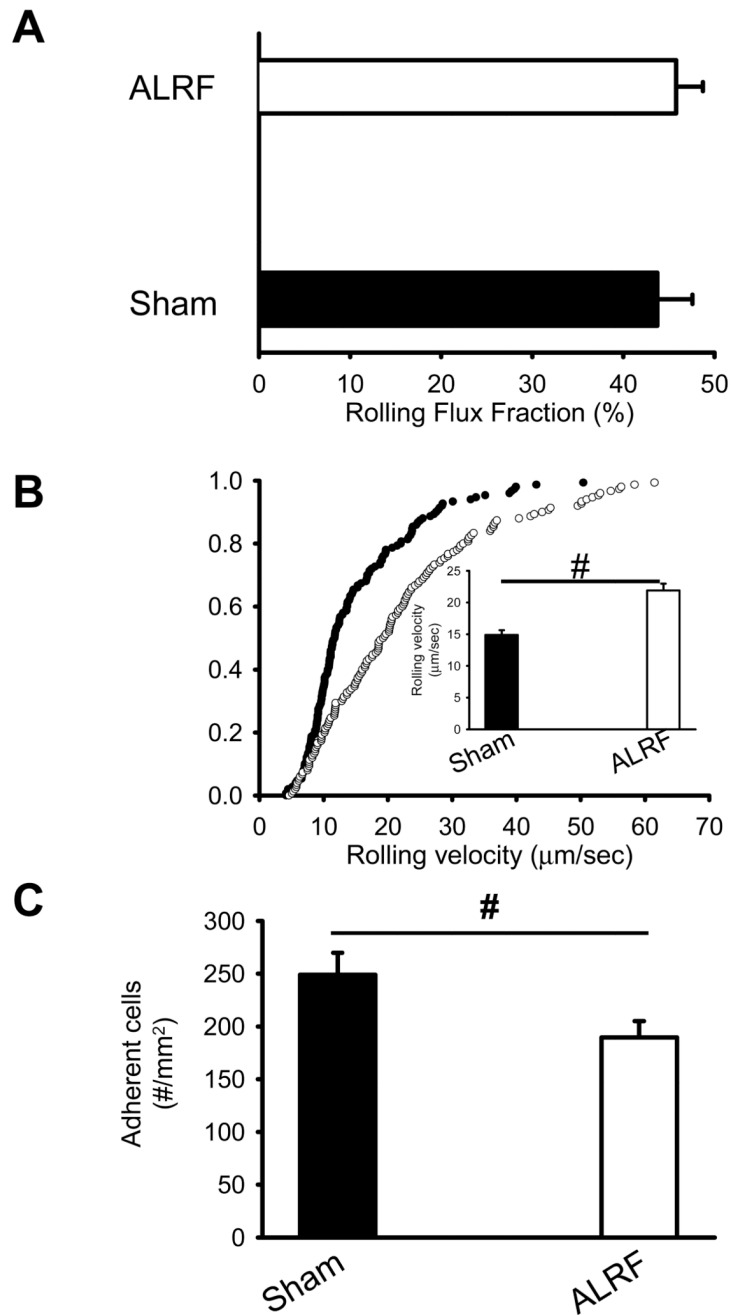 A
ALRF
Sham
0 10 20 30 40 50
Rolling Flux Fraction (%)
B
1.0
0.8
0.6
0.4
0.2
0.0
0 10 20 30 40 50 60 70
Rolling velocity (μm/sec)
#
25
20
15
10
5
0
Rolling velocity
(μm/sec)
Sham ALRF
C
#
300
250
200
150
100
50
0
Adherent cells
(#/mm²)
Sham ALRF